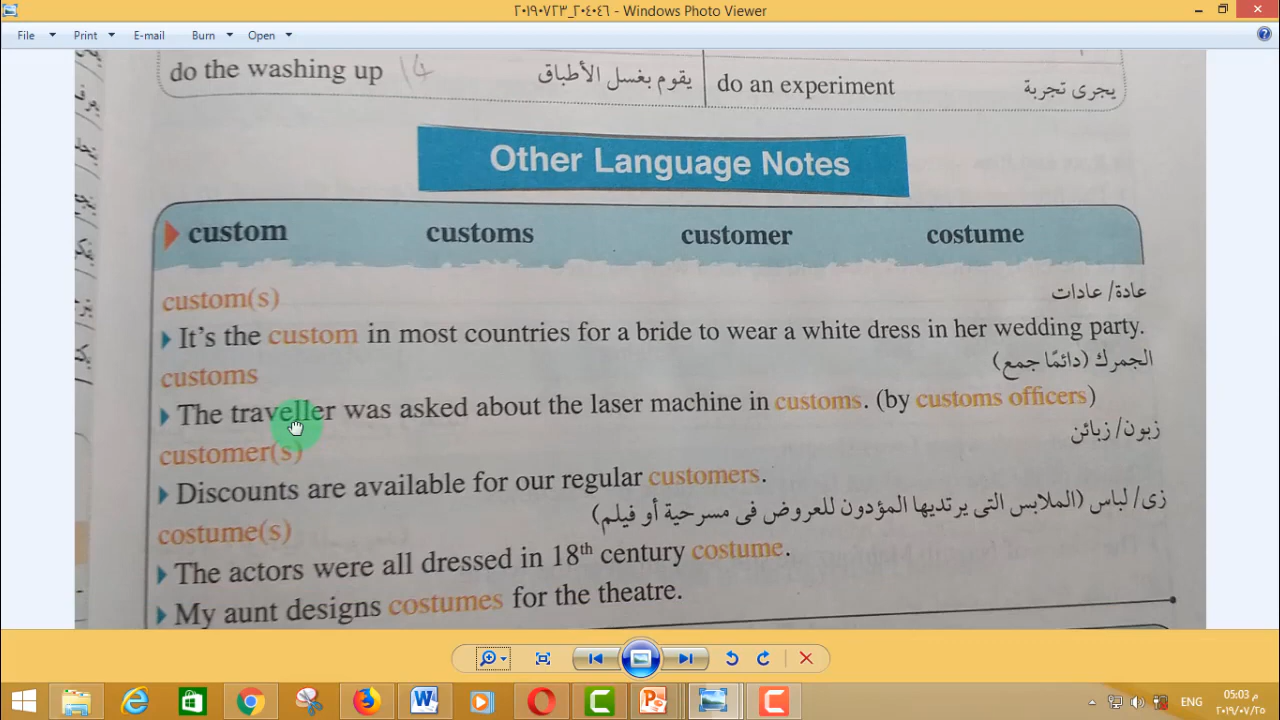 ٢٠١٩٠٧٢٣_٢٠٤٠٤٦ - Windows Photo Viewer
File Print E-mail Burn Open
do the washing up 14 يقوم بغسل الأطباق do an experiment يجرى تجربة
Other Language Notes
custom customs customer costume
custom(s) عادة/ عادات
It's the custom in most countries for a bride to wear a white dress in her wedding party.
customs الجمرك (دائمًا جمع)
The traveller was asked about the laser machine in customs. (by customs officers)
customer(s) زبون/ زبائن
Discounts are available for our regular customers.
costume(s) زى/ لباس (الملابس التى يرتديها المؤدون للعروض فى مسرحية أو فيلم)
The actors were all dressed in 18th century costume.
My aunt designs costumes for the theatre.
ENG
05:03 م
٢٠١٩/٠٧/٢٥